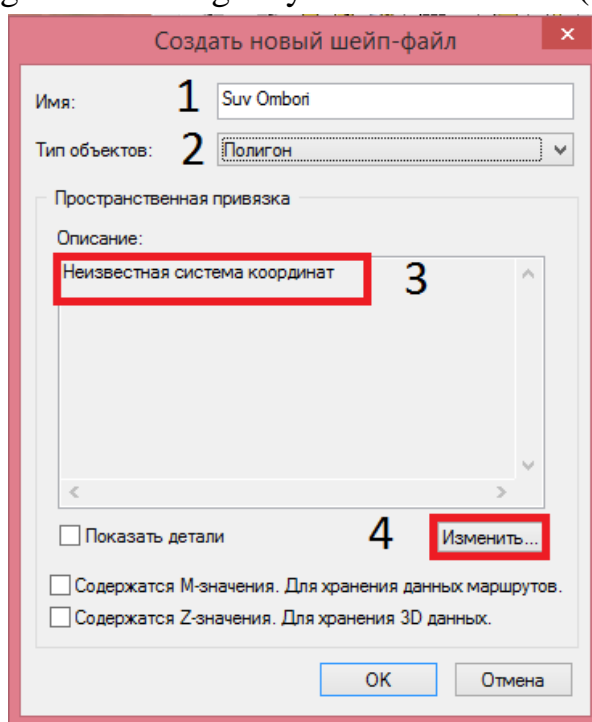 Создать новый шейп-файл
Имя: 1 Suv Ombori
Тип объектов: 2 Полигон
Пространственная привязка
Описание:
Неизвестная система координат 3
Показать детали 4 Изменить...
Содержатся M-значения. Для хранения данных маршрутов.
Содержатся Z-значения. Для хранения 3D данных.
OK Отмена